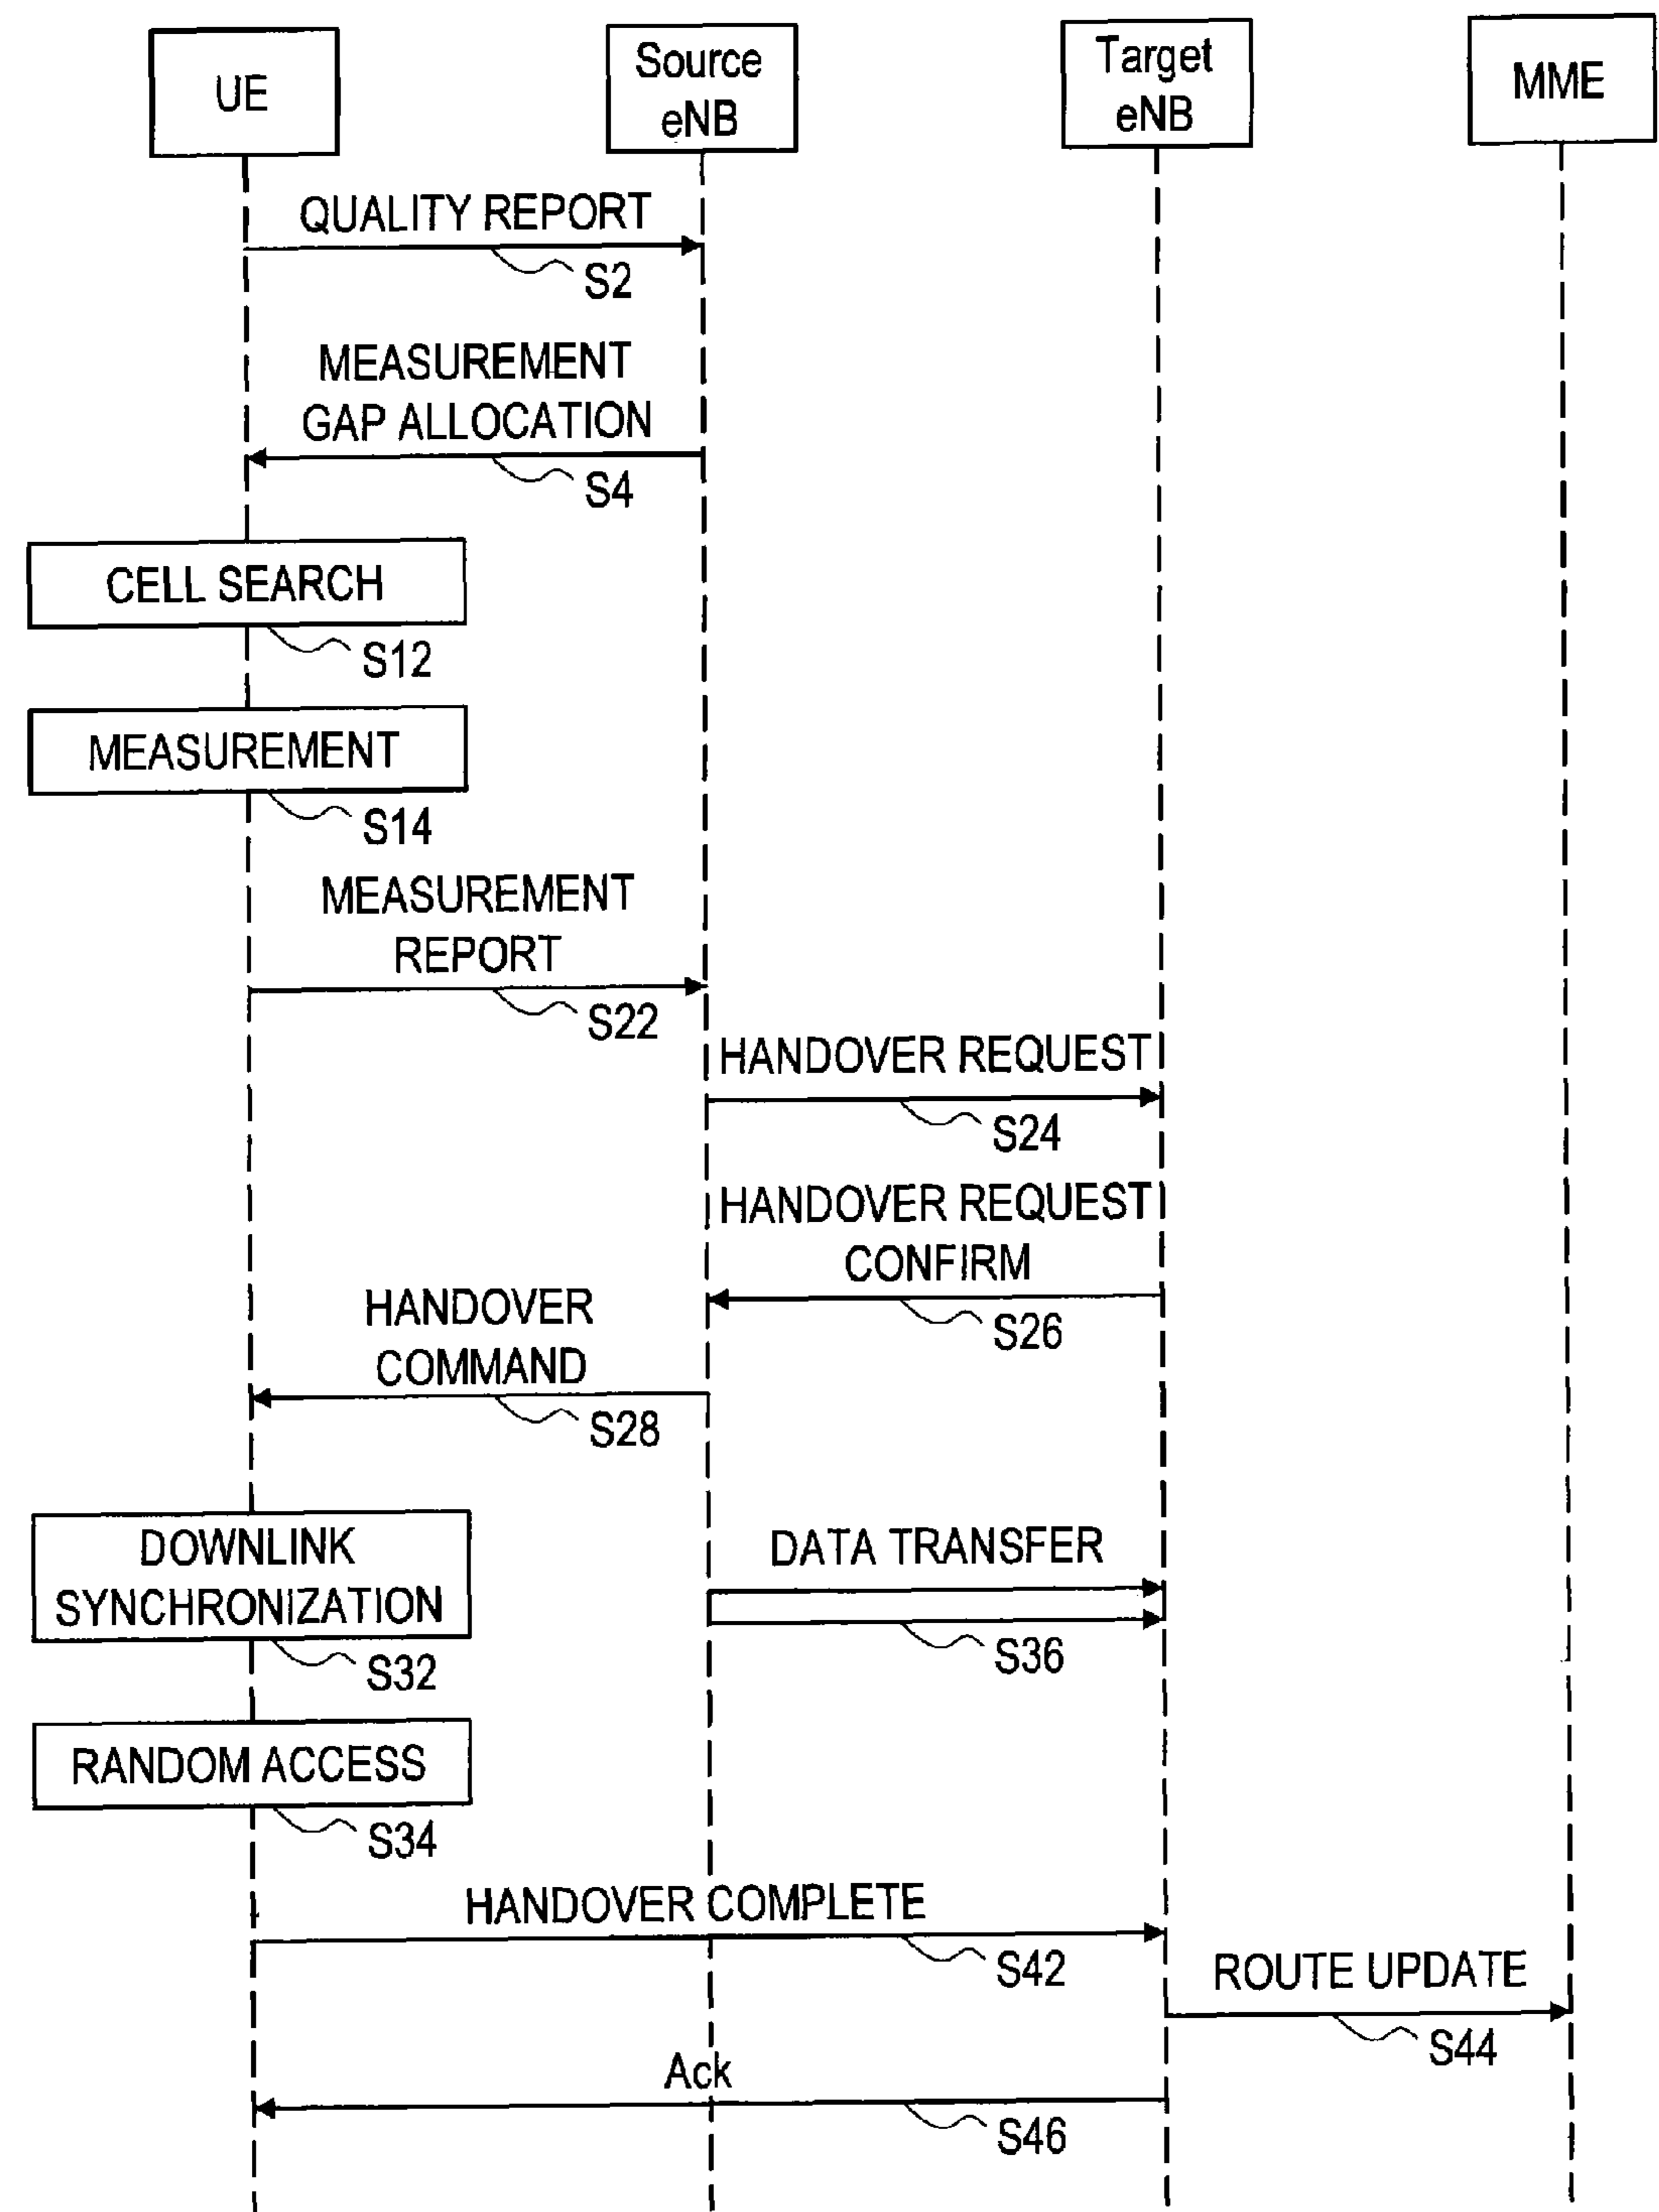 UE
Source
eNB
Target
eNB
MME
QUALITY REPORT
S2
MEASUREMENT
GAP ALLOCATION
S4
CELL SEARCH
S12
MEASUREMENT
S14
MEASUREMENT
REPORT
S22
HANDOVER REQUEST
S24
HANDOVER REQUEST
CONFIRM
S26
HANDOVER
COMMAND
S28
DOWNLINK
SYNCHRONIZATION
S32
DATA TRANSFER
S36
RANDOM ACCESS
S34
HANDOVER COMPLETE
S42
ROUTE UPDATE
S44
Ack
S46